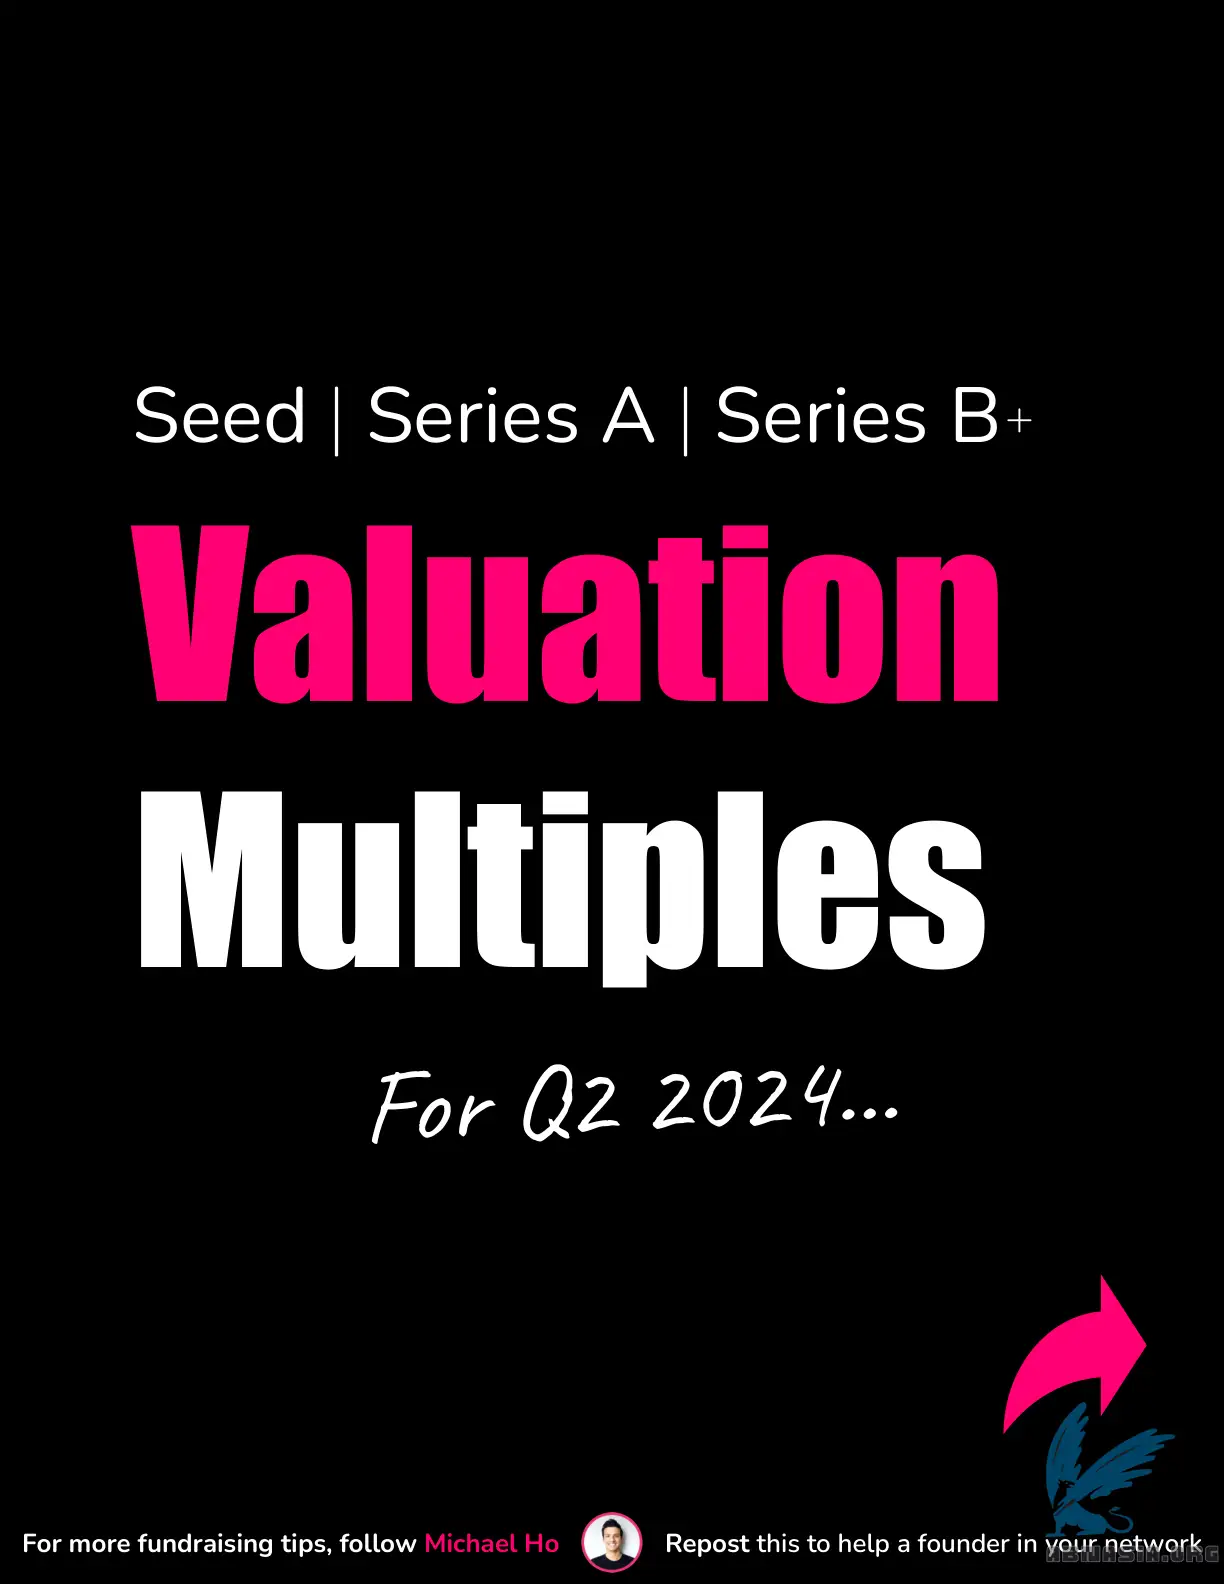 Seed | Series A | Series B+
Valuation
Multiples
For Q2 2024...
For more fundraising tips, follow Michael Ho
Repost this to help a founder in your network
ABINASIA.ORG